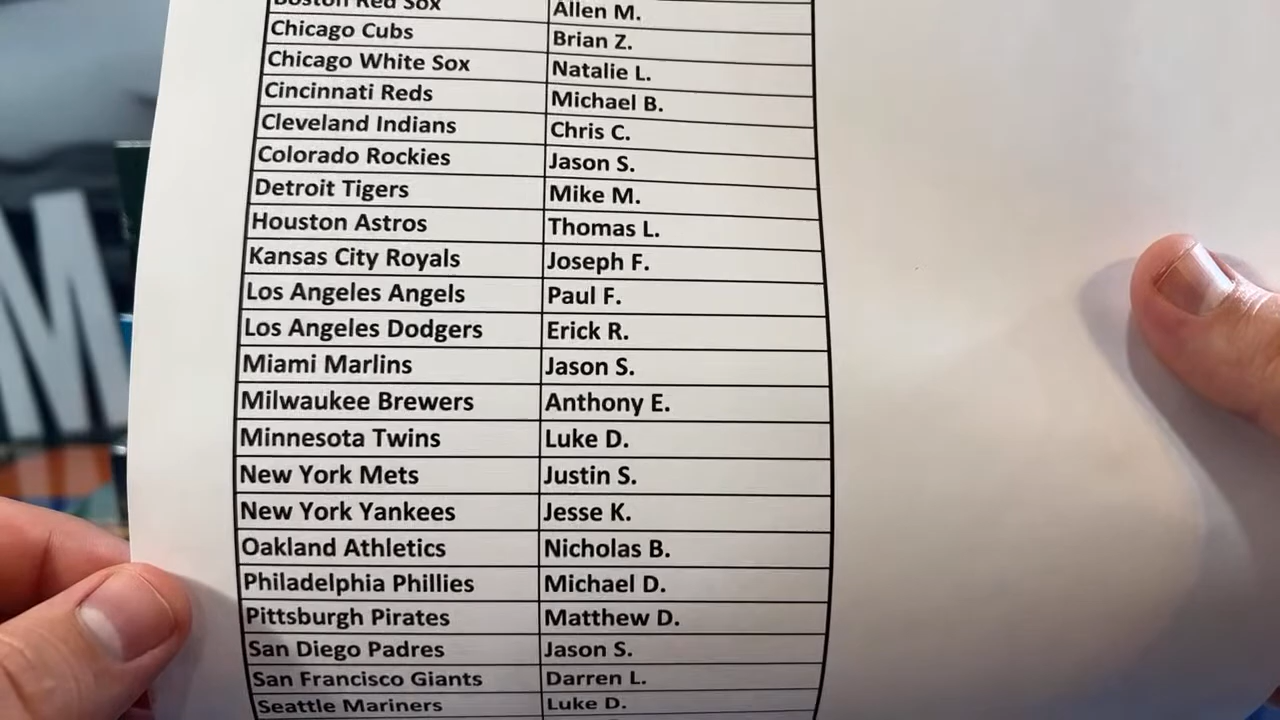 Boston Red Sox Allen M.
Chicago Cubs Brian Z.
Chicago White Sox Natalie L.
Cincinnati Reds Michael B.
Cleveland Indians Chris C.
Colorado Rockies Jason S.
Detroit Tigers Mike M.
Houston Astros Thomas L.
Kansas City Royals Joseph F.
Los Angeles Angels Paul F.
Los Angeles Dodgers Erick R.
Miami Marlins Jason S.
Milwaukee Brewers Anthony E.
Minnesota Twins Luke D.
New York Mets Justin S.
New York Yankees Jesse K.
Oakland Athletics Nicholas B.
Philadelphia Phillies Michael D.
Pittsburgh Pirates Matthew D.
San Diego Padres Jason S.
San Francisco Giants Darren L.
Seattle Mariners Luke D.
M